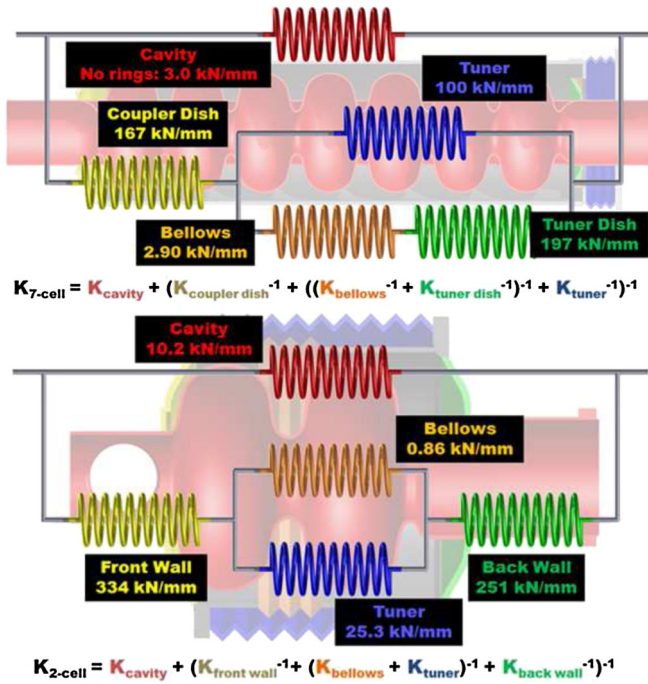 Cavity
No rings: 3.0 kN/mm
Tuner
100 kN/mm
Coupler Dish
167 kN/mm
Bellows
2.90 kN/mm
Tuner Dish
197 kN/mm
K7-cell = Kcavity + (Kcoupler dish-1 + ((Kbellows-1 + Ktuner dish-1)-1 + Ktuner)-1)-1
Cavity
10.2 kN/mm
Bellows
0.86 kN/mm
Front Wall
334 kN/mm
Back Wall
251 kN/mm
Tuner
25.3 kN/mm
K2-cell = Kcavity + (Kfront wall-1+ (Kbellows + Ktuner)-1 + Kback wall-1)-1